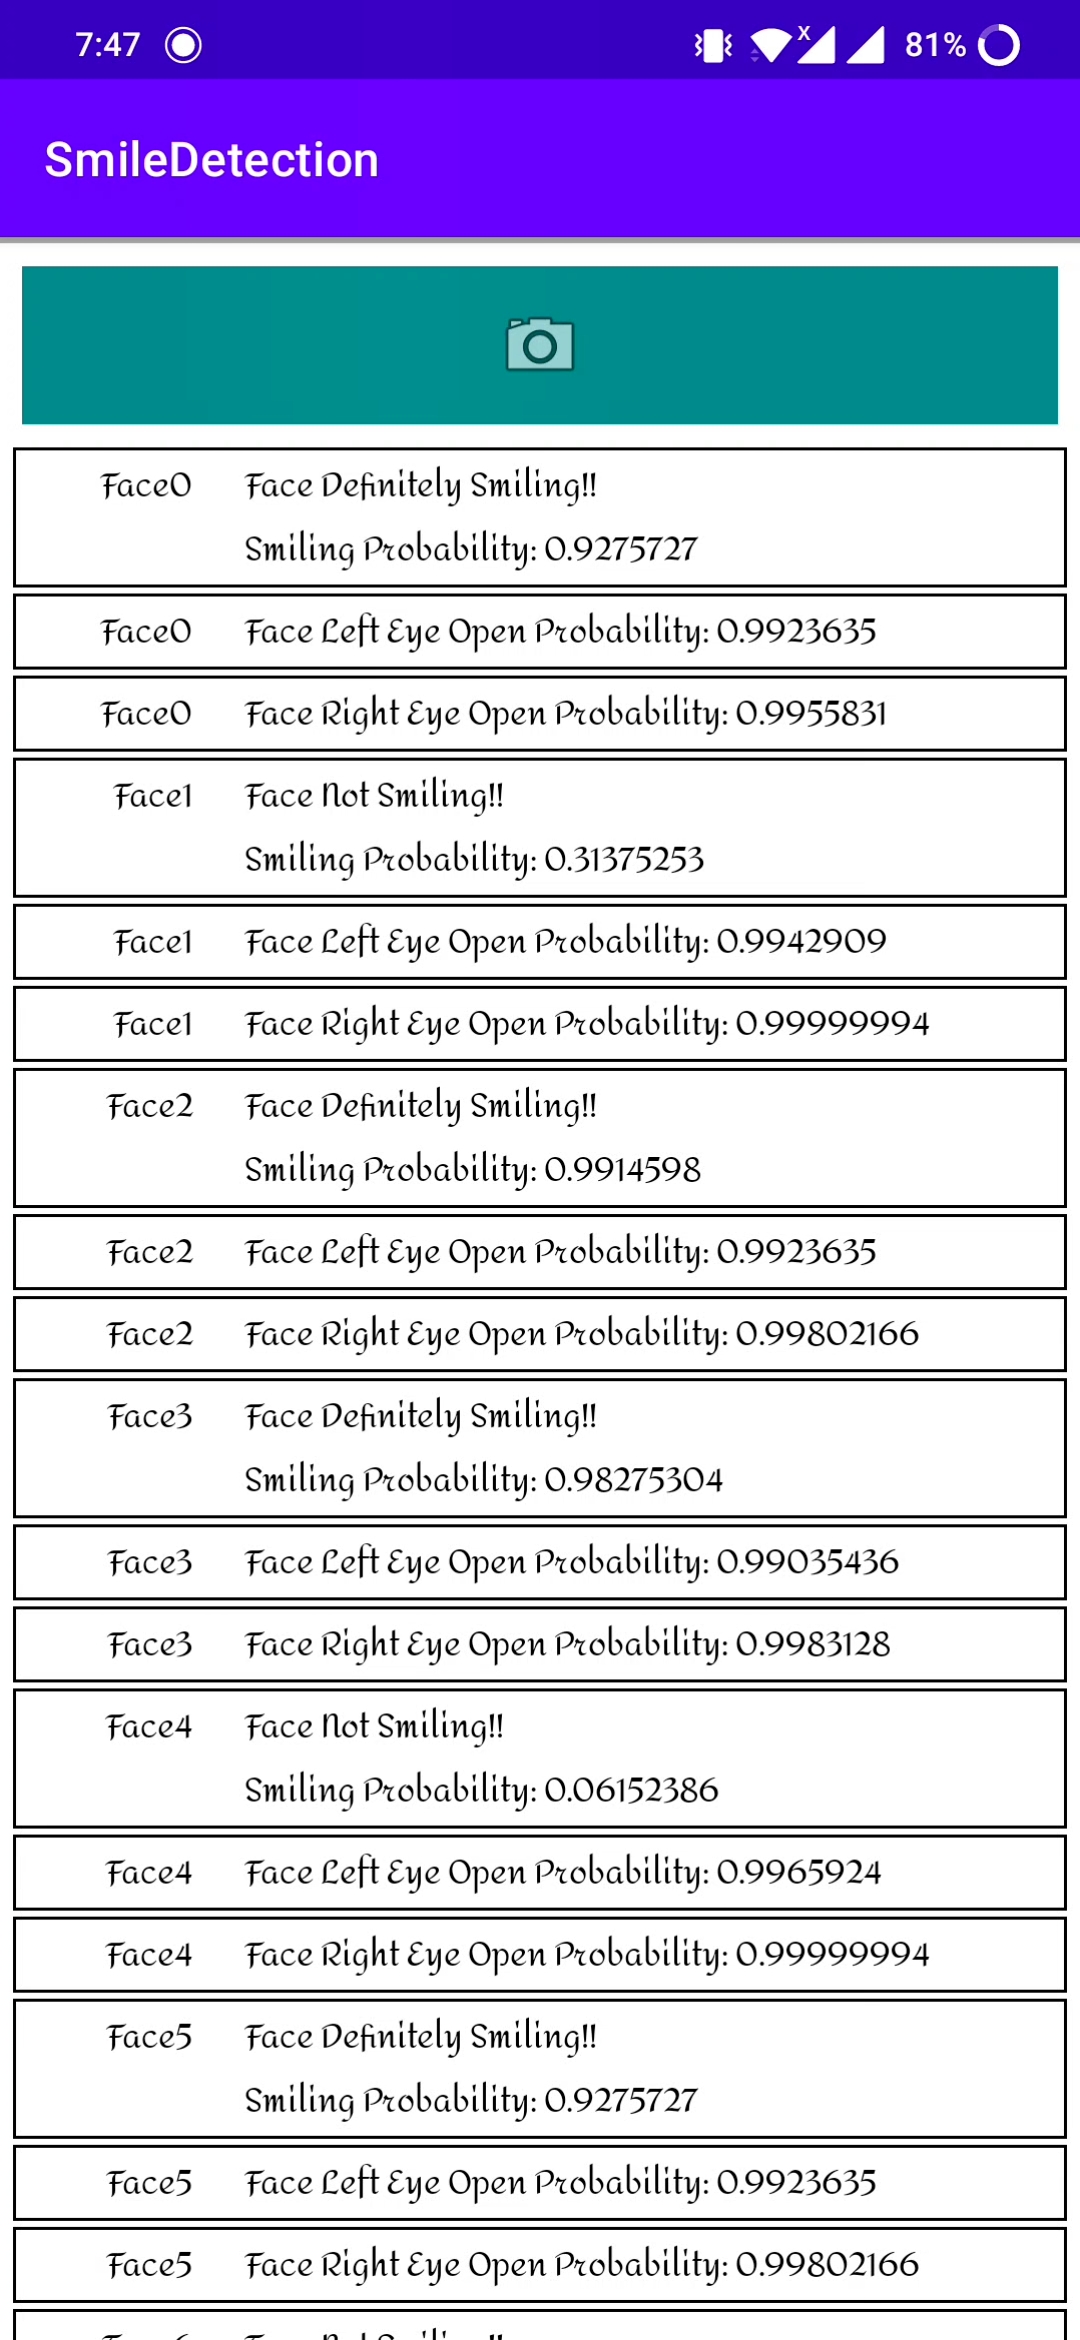 7:47 81%
SmileDetection
Face0 Face Definitely Smiling!!
Smiling Probability: 0.9275727
Face0 Face Left Eye Open Probability: 0.9923635
Face0 Face Right Eye Open Probability: 0.9955831
Face1 Face Not Smiling!!
Smiling Probability: 0.31375253
Face1 Face Left Eye Open Probability: 0.9942909
Face1 Face Right Eye Open Probability: 0.99999994
Face2 Face Definitely Smiling!!
Smiling Probability: 0.9914598
Face2 Face Left Eye Open Probability: 0.9923635
Face2 Face Right Eye Open Probability: 0.99802166
Face3 Face Definitely Smiling!!
Smiling Probability: 0.98275304
Face3 Face Left Eye Open Probability: 0.99035436
Face3 Face Right Eye Open Probability: 0.9983128
Face4 Face Not Smiling!!
Smiling Probability: 0.06152386
Face4 Face Left Eye Open Probability: 0.9965924
Face4 Face Right Eye Open Probability: 0.99999994
Face5 Face Definitely Smiling!!
Smiling Probability: 0.9275727
Face5 Face Left Eye Open Probability: 0.9923635
Face5 Face Right Eye Open Probability: 0.99802166